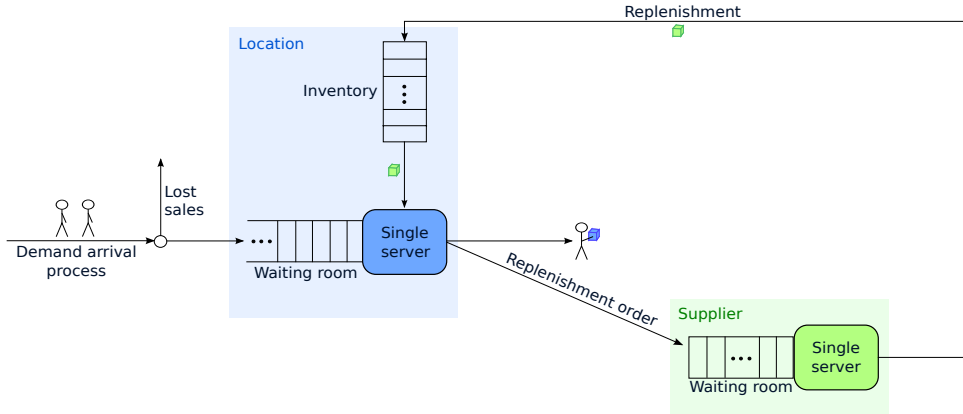 Replenishment
Location
Inventory
Lost
sales
Demand arrival
process
Single
server
Waiting room
Replenishment order
Supplier
Single
server
Waiting room